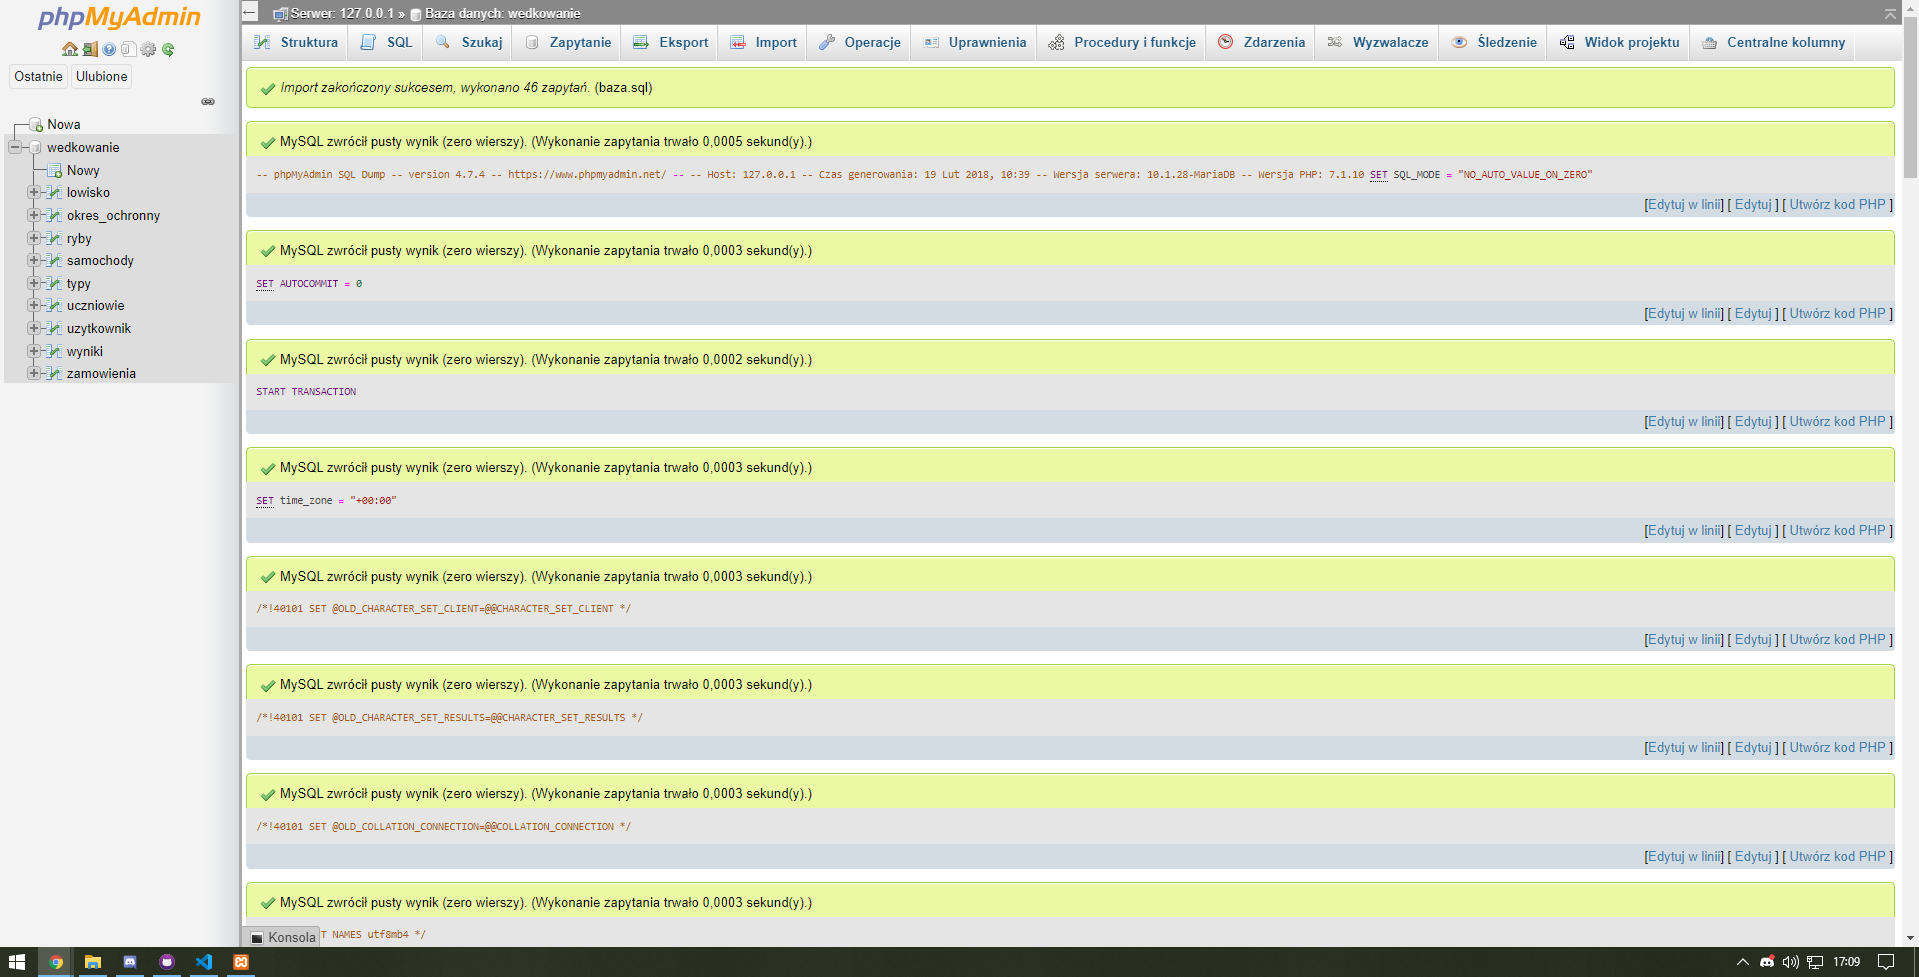 phpMyAdmin
Ostatnie Ulubione
Nowa
wedkowanie
Nowy
lowisko
okres_ochronny
ryby
samochody
typy
uczniowie
uzytkownik
wyniki
zamowienia
Serwer: 127.0.0.1 » Baza danych: wedkowanie
Struktura SQL Szukaj Zapytanie Eksport Import Operacje Uprawnienia Procedury i funkcje Zdarzenia Wyzwalacze Śledzenie Widok projektu Centralne kolumny
Import zakończony sukcesem, wykonano 46 zapytań. (baza.sql)
MySQL zwrócił pusty wynik (zero wierszy). (Wykonanie zapytania trwało 0,0005 sekund(y).)
-- phpMyAdmin SQL Dump -- version 4.7.4 -- https://www.phpmyadmin.net/ -- -- Host: 127.0.0.1 -- Czas generowania: 19 Lut 2018, 10:39 -- Wersja serwera: 10.1.28-MariaDB -- Wersja PHP: 7.1.10 SET SQL_MODE = "NO_AUTO_VALUE_ON_ZERO"
[Edytuj w linii] [ Edytuj ] [ Utwórz kod PHP ]
MySQL zwrócił pusty wynik (zero wierszy). (Wykonanie zapytania trwało 0,0003 sekund(y).)
SET AUTOCOMMIT = 0
[Edytuj w linii] [ Edytuj ] [ Utwórz kod PHP ]
MySQL zwrócił pusty wynik (zero wierszy). (Wykonanie zapytania trwało 0,0002 sekund(y).)
START TRANSACTION
[Edytuj w linii] [ Edytuj ] [ Utwórz kod PHP ]
MySQL zwrócił pusty wynik (zero wierszy). (Wykonanie zapytania trwało 0,0003 sekund(y).)
SET time_zone = "+00:00"
[Edytuj w linii] [ Edytuj ] [ Utwórz kod PHP ]
MySQL zwrócił pusty wynik (zero wierszy). (Wykonanie zapytania trwało 0,0003 sekund(y).)
/*!40101 SET @OLD_CHARACTER_SET_CLIENT=@@CHARACTER_SET_CLIENT */
[Edytuj w linii] [ Edytuj ] [ Utwórz kod PHP ]
MySQL zwrócił pusty wynik (zero wierszy). (Wykonanie zapytania trwało 0,0003 sekund(y).)
/*!40101 SET @OLD_CHARACTER_SET_RESULTS=@@CHARACTER_SET_RESULTS */
[Edytuj w linii] [ Edytuj ] [ Utwórz kod PHP ]
MySQL zwrócił pusty wynik (zero wierszy). (Wykonanie zapytania trwało 0,0003 sekund(y).)
/*!40101 SET @OLD_COLLATION_CONNECTION=@@COLLATION_CONNECTION */
[Edytuj w linii] [ Edytuj ] [ Utwórz kod PHP ]
MySQL zwrócił pusty wynik (zero wierszy). (Wykonanie zapytania trwało 0,0003 sekund(y).)
Konsola T NAMES utf8mb4 */
17:09